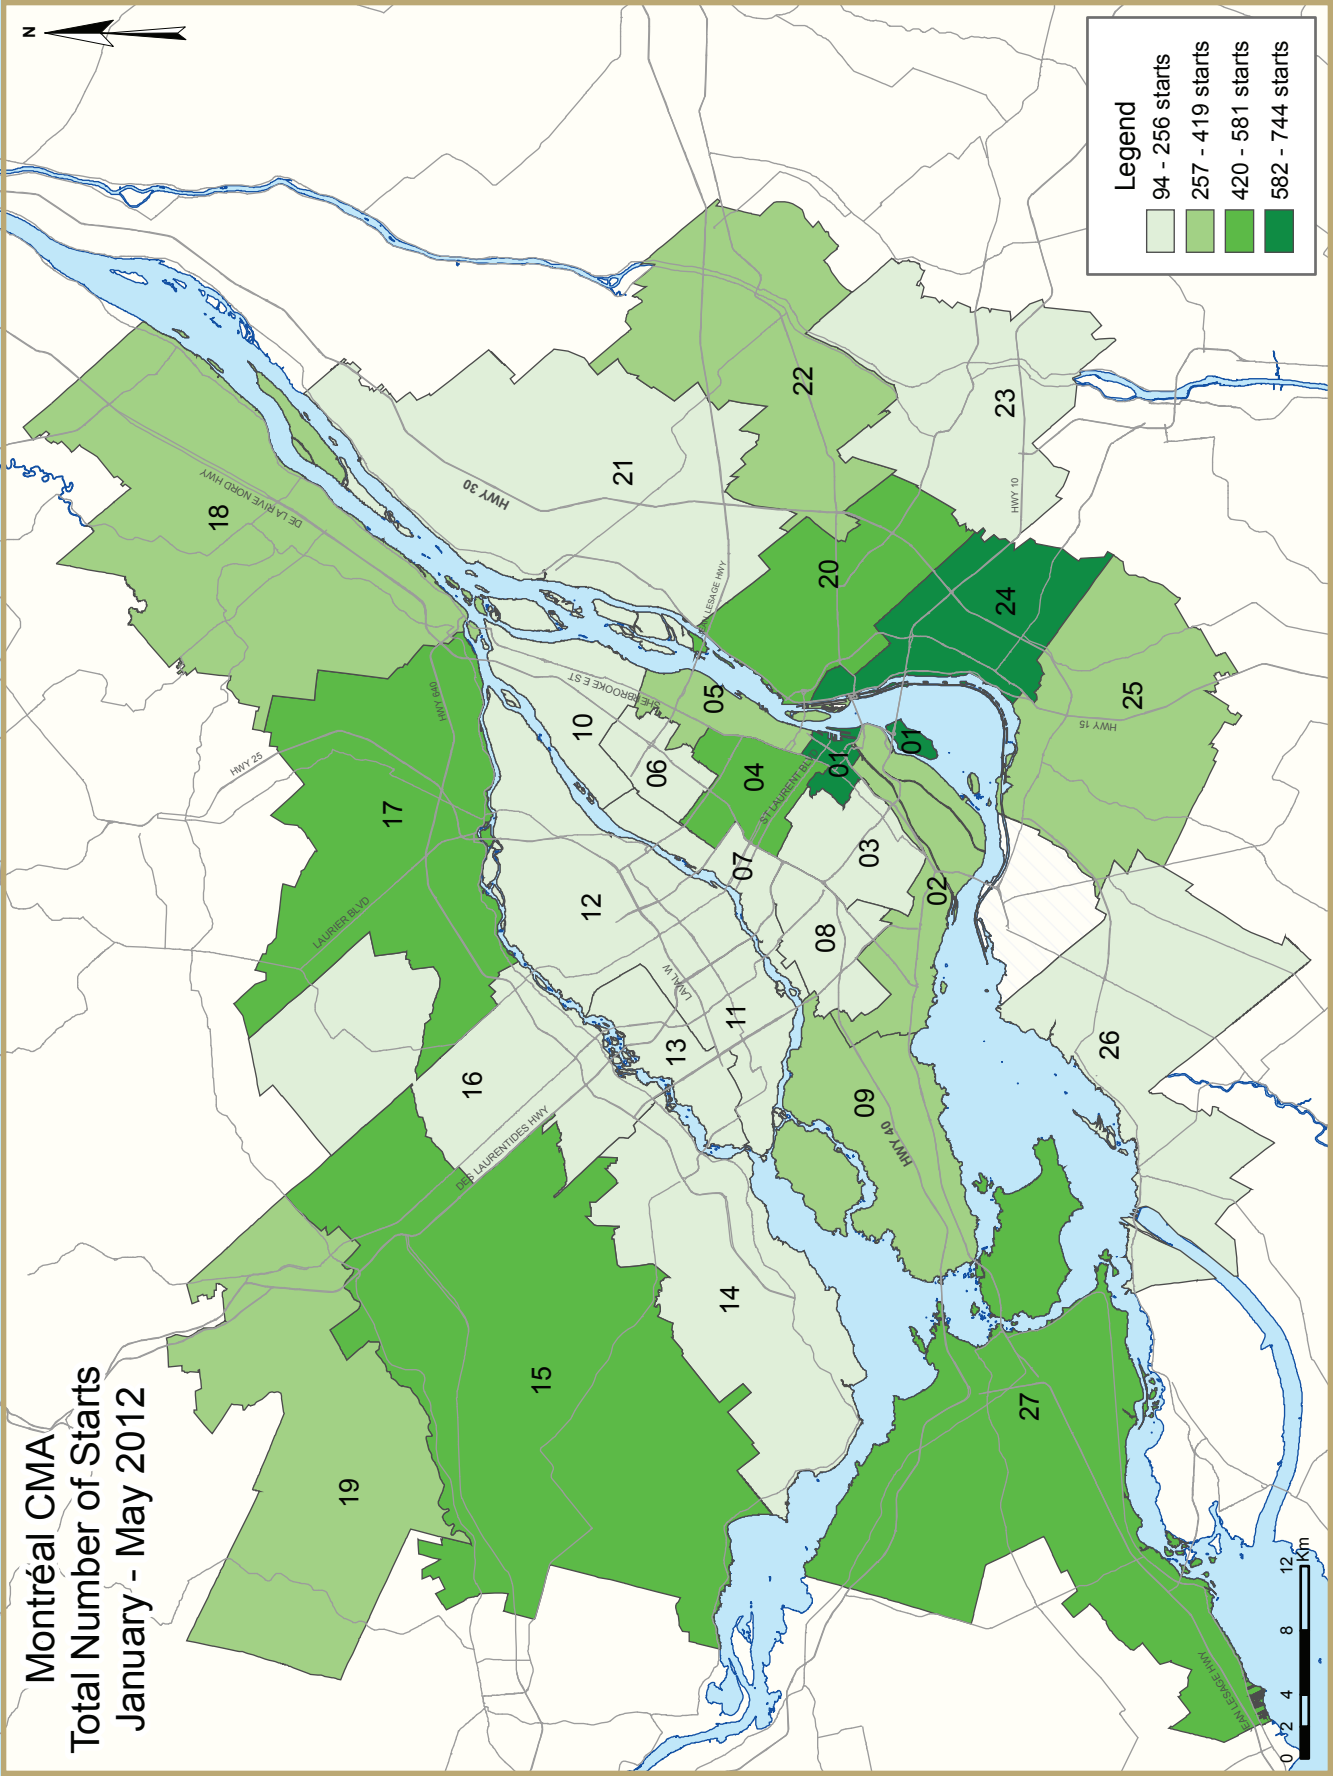 Montréal CMA
Total Number of Starts
January - May 2012
N
Legend
94 - 256 starts
257 - 419 starts
420 - 581 starts
582 - 744 starts
18
DE LA RIVE NORD HWY
HWY 30
21
22
23
HWY 10
20
24
25
HWY 15
LESAGE HWY
SHERBROOKE E ST
05
10
06
04
ST LAURENT BLVD
01
01
HWY 640
HWY 25
17
LAURIER BLVD
12
07
03
02
08
LAVAL W
11
13
16
DES LAURENTIDES HWY
09
HWY 40
26
14
15
19
27
JEAN LESAGE HWY
0 2 4 8 12
Km